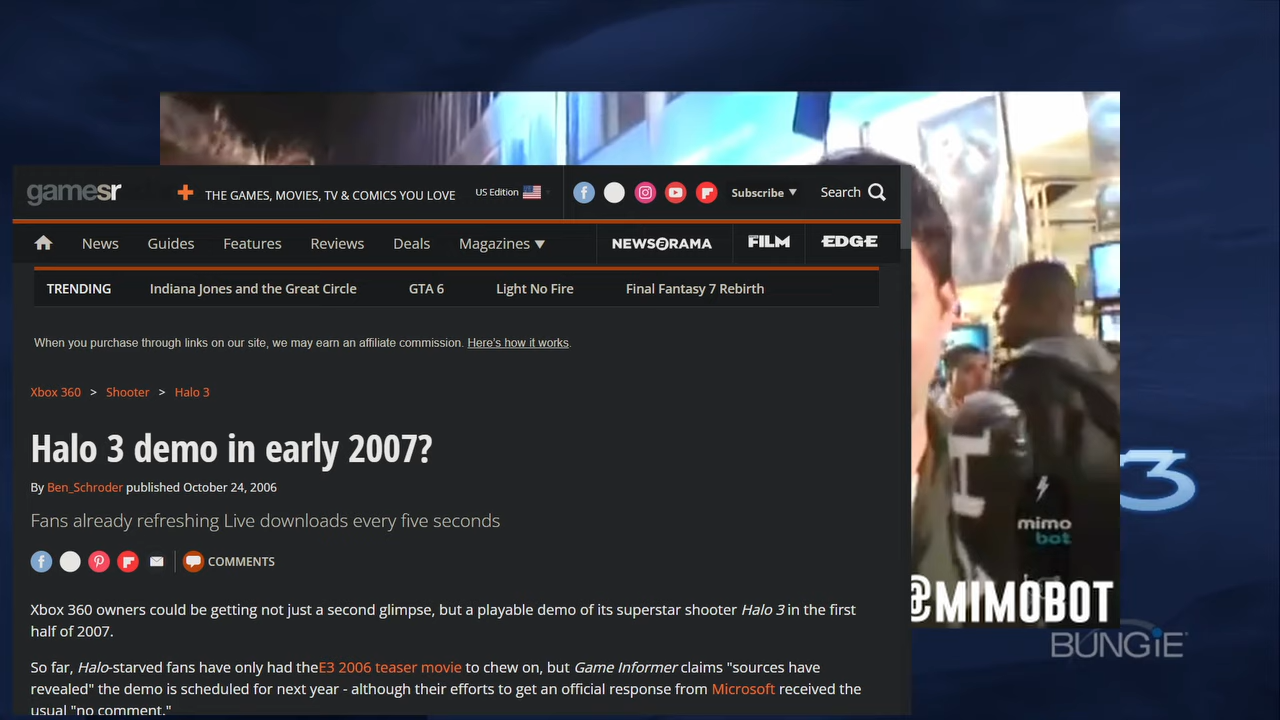 gamesr
THE GAMES, MOVIES, TV & COMICS YOU LOVE
US Edition
Subscribe ▼
Search
News
Guides
Features
Reviews
Deals
Magazines ▼
NEWSARAMA
FILM
EDGE
TRENDING
Indiana Jones and the Great Circle
GTA 6
Light No Fire
Final Fantasy 7 Rebirth
When you purchase through links on our site, we may earn an affiliate commission. Here's how it works.
Xbox 360 > Shooter > Halo 3
Halo 3 demo in early 2007?
By Ben_Schroder published October 24, 2006
Fans already refreshing Live downloads every five seconds
COMMENTS
Xbox 360 owners could be getting not just a second glimpse, but a playable demo of its superstar shooter Halo 3 in the first
half of 2007.
So far, Halo-starved fans have only had theE3 2006 teaser movie to chew on, but Game Informer claims "sources have
revealed" the demo is scheduled for next year - although their efforts to get an official response from Microsoft received the
usual "no comment."
3
mimo
bot
@MIMOBOT
BUNGiE